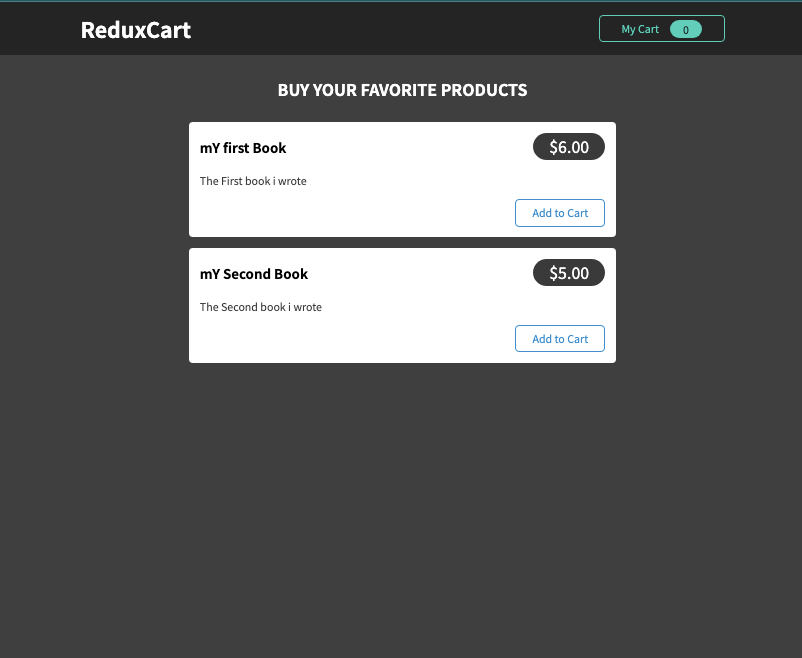 ReduxCart
My Cart 0
BUY YOUR FAVORITE PRODUCTS
mY first Book $6.00
The First book i wrote
Add to Cart
mY Second Book $5.00
The Second book i wrote
Add to Cart